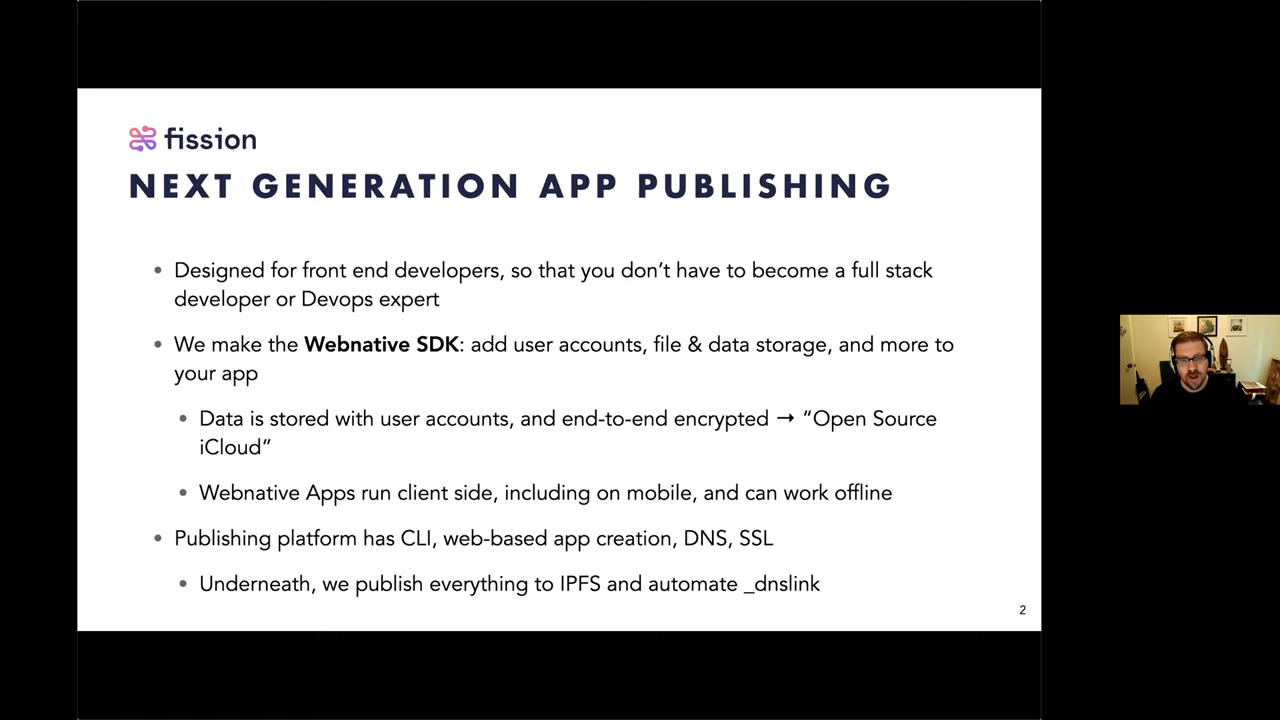 fission
NEXT GENERATION APP PUBLISHING
• Designed for front end developers, so that you don’t have to become a full stack
developer or Devops expert
• We make the Webnative SDK: add user accounts, file & data storage, and more to
your app
• Data is stored with user accounts, and end-to-end encrypted → “Open Source
iCloud”
• Webnative Apps run client side, including on mobile, and can work offline
• Publishing platform has CLI, web-based app creation, DNS, SSL
• Underneath, we publish everything to IPFS and automate _dnslink
2